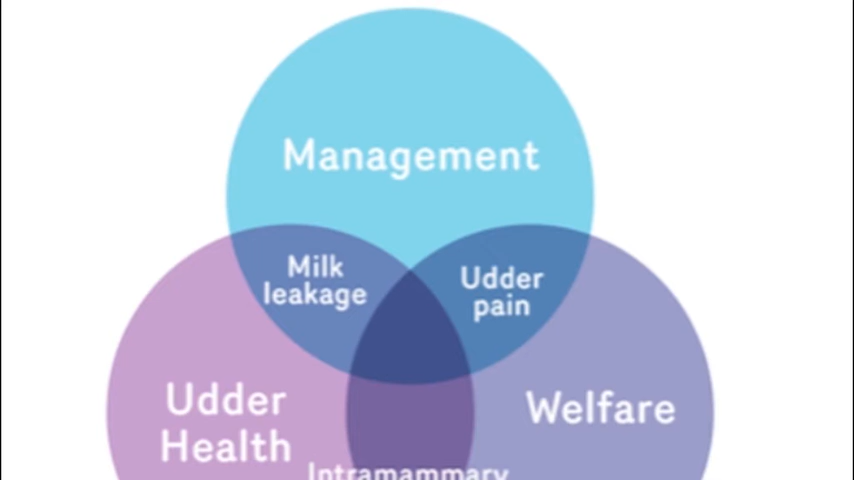 Management
Milk
leakage
Udder
pain
Udder
Health
Welfare
Intramammary